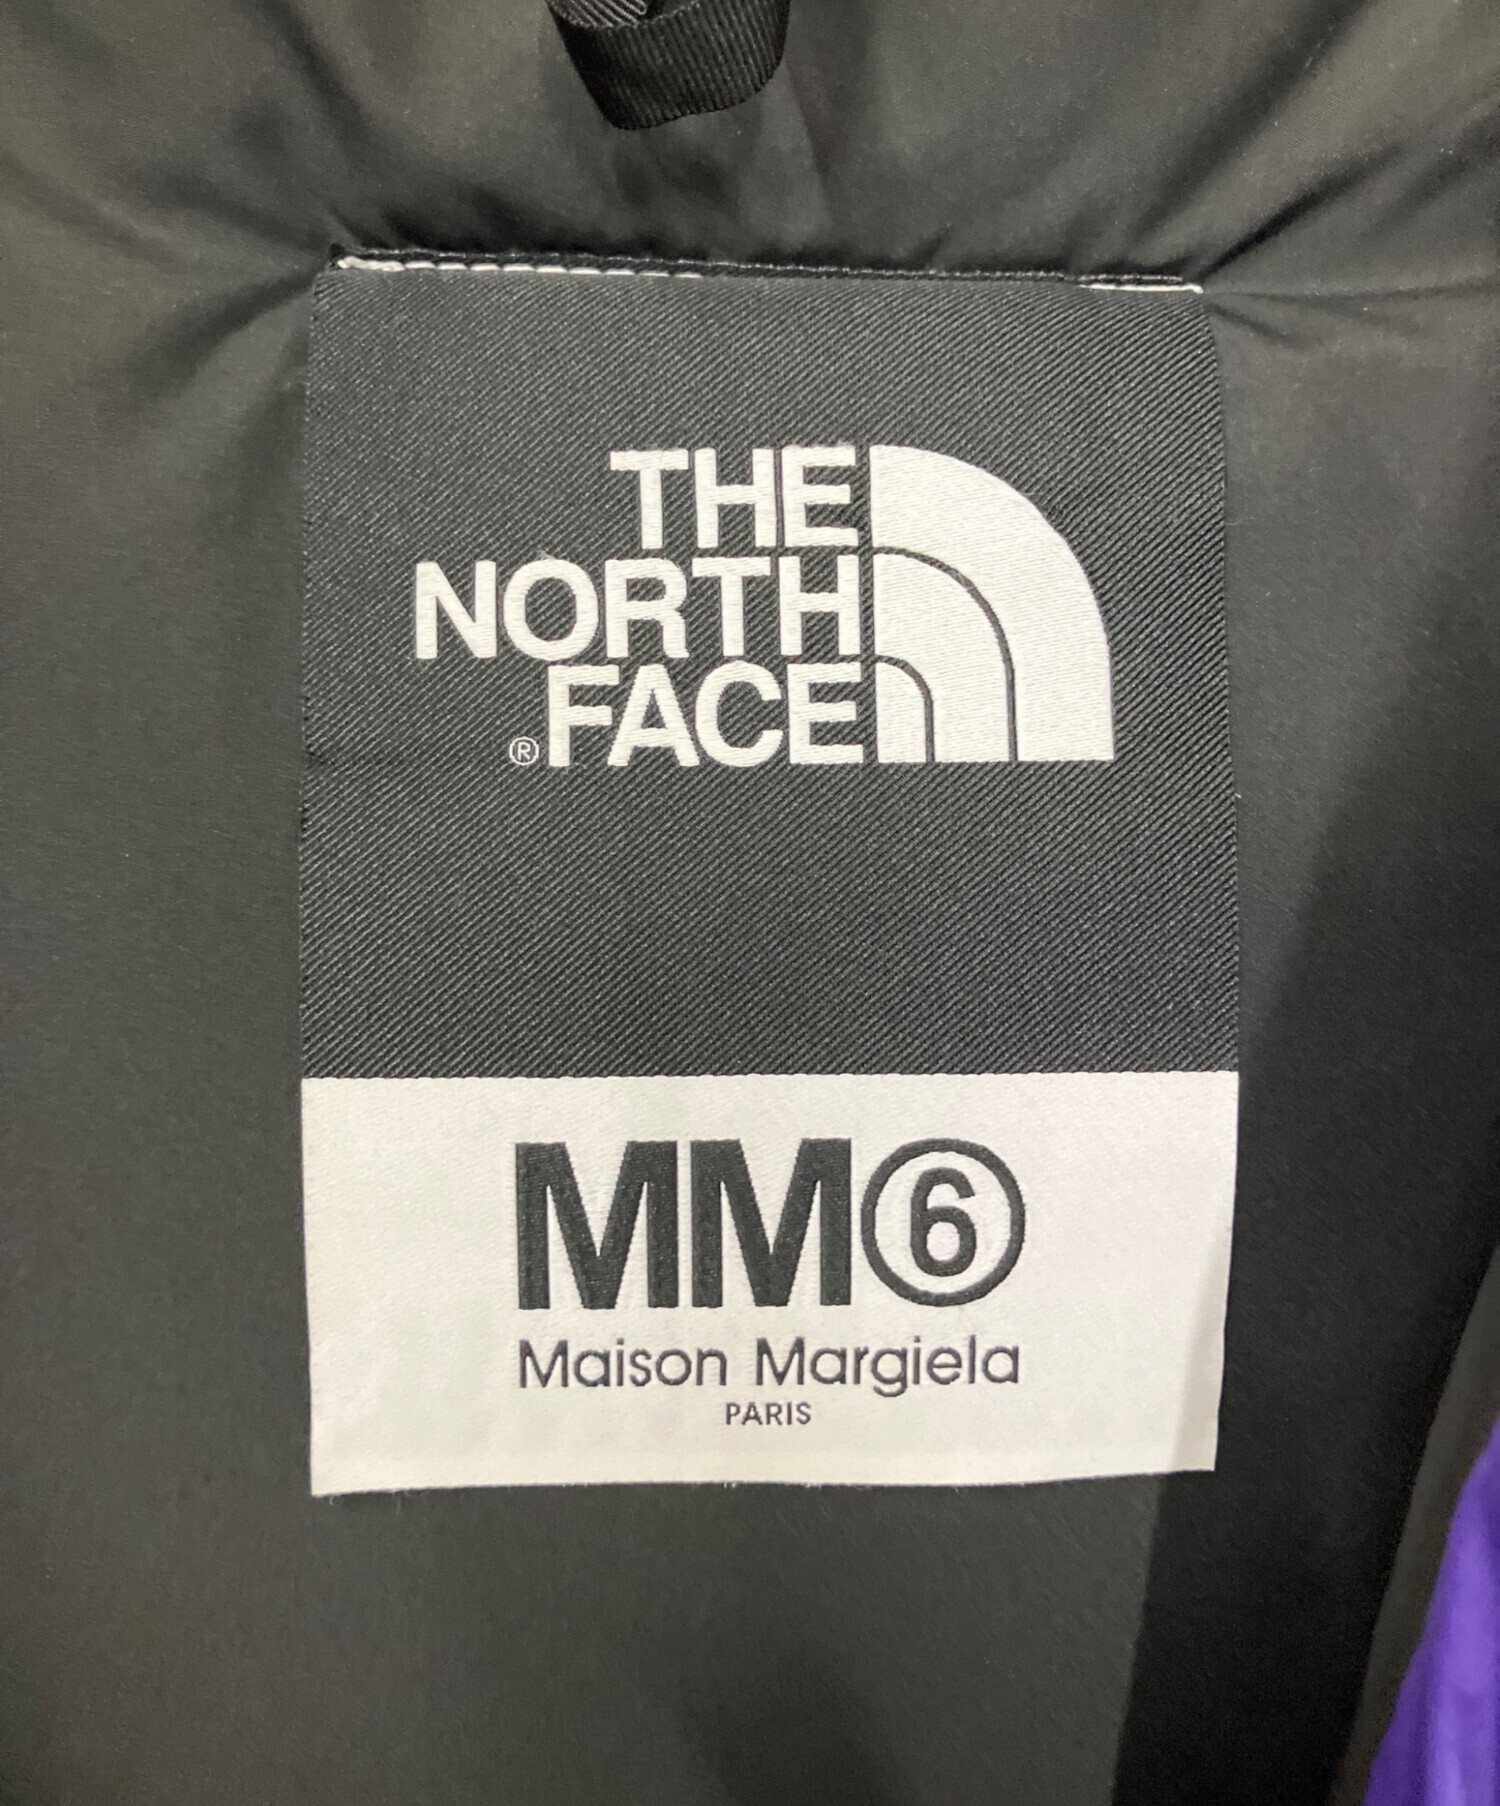 THE
NORTH
®FACE
MM⑥
Maison Margiela
PARIS